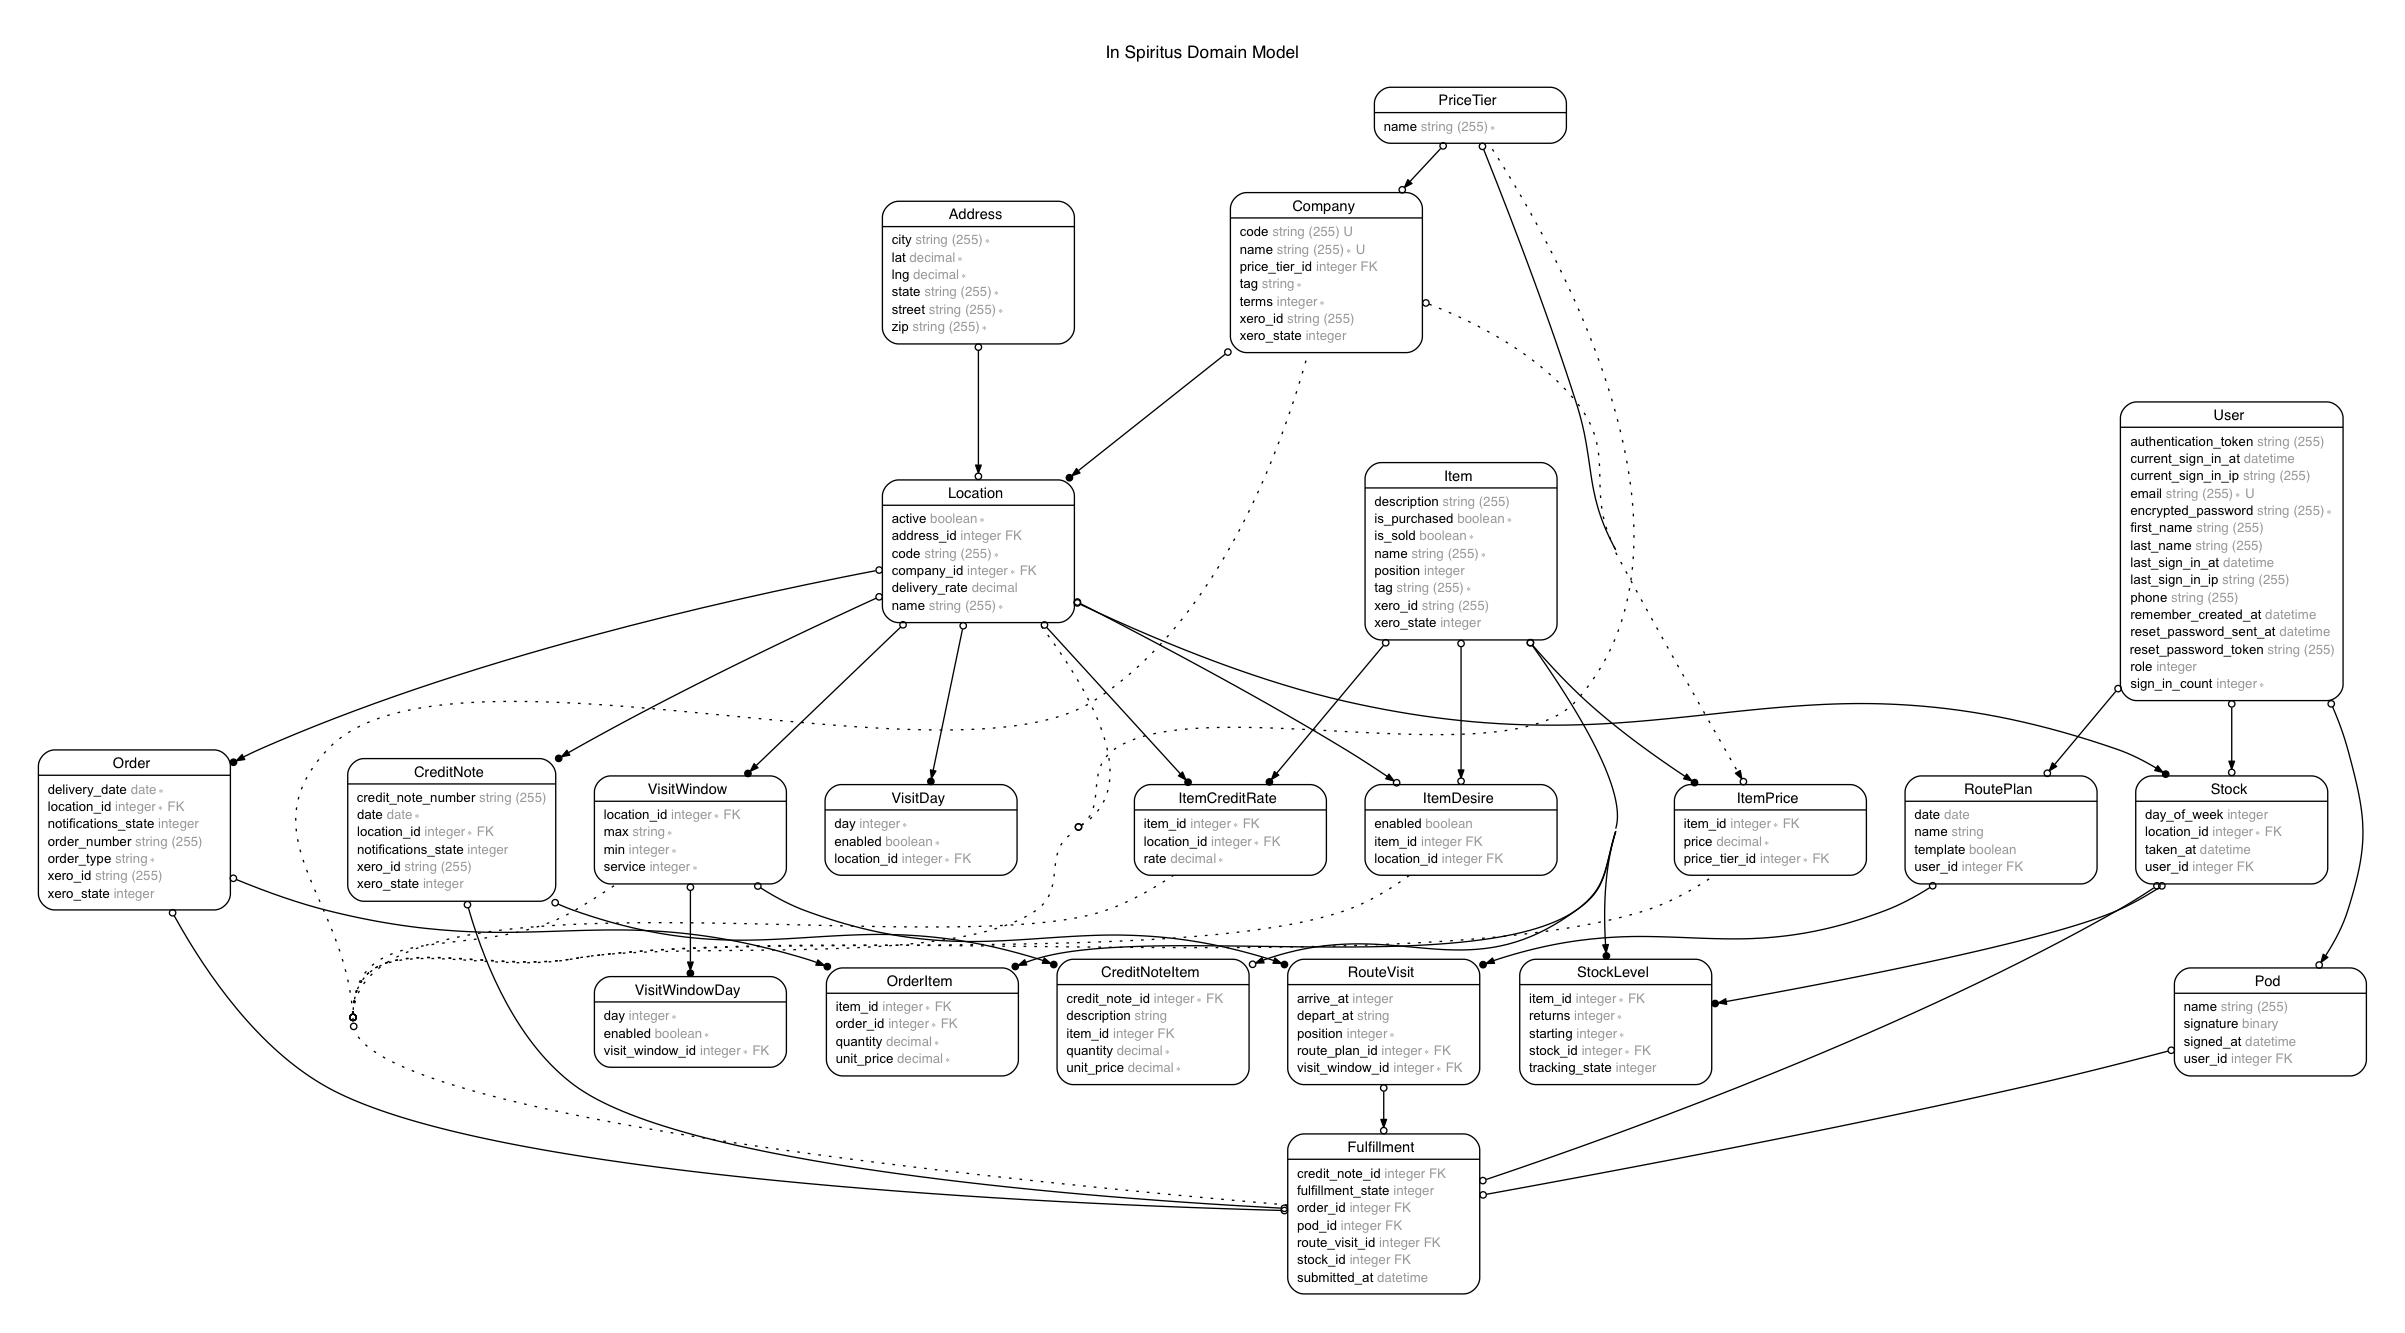 In Spiritus Domain Model
PriceTier
name string (255) *
Address
city string (255) *
lat decimal *
lng decimal *
state string (255) *
street string (255) *
zip string (255) *
Company
code string (255) U
name string (255) * U
price_tier_id integer FK
tag string *
terms integer *
xero_id string (255)
xero_state integer
User
authentication_token string (255)
current_sign_in_at datetime
current_sign_in_ip string (255)
email string (255) * U
encrypted_password string (255) *
first_name string (255)
last_name string (255)
last_sign_in_at datetime
last_sign_in_ip string (255)
phone string (255)
remember_created_at datetime
reset_password_sent_at datetime
reset_password_token string (255)
role integer
sign_in_count integer *
Location
active boolean *
address_id integer FK
code string (255) *
company_id integer * FK
delivery_rate decimal
name string (255) *
Item
description string (255)
is_purchased boolean *
is_sold boolean *
name string (255) *
position integer
tag string (255) *
xero_id string (255)
xero_state integer
Order
delivery_date date *
location_id integer * FK
notifications_state integer
order_number string (255)
order_type string *
xero_id string (255)
xero_state integer
CreditNote
credit_note_number string (255)
date date *
location_id integer * FK
notifications_state integer
xero_id string (255)
xero_state integer
VisitWindow
location_id integer * FK
max string *
min integer *
service integer *
VisitDay
day integer *
enabled boolean *
location_id integer * FK
ItemCreditRate
item_id integer * FK
location_id integer * FK
rate decimal *
ItemDesire
enabled boolean
item_id integer FK
location_id integer FK
ItemPrice
item_id integer * FK
price decimal *
price_tier_id integer * FK
RoutePlan
date date
name string
template boolean
user_id integer FK
Stock
day_of_week integer
location_id integer * FK
taken_at datetime
user_id integer FK
VisitWindowDay
day integer *
enabled boolean *
visit_window_id integer * FK
OrderItem
item_id integer * FK
order_id integer * FK
quantity decimal *
unit_price decimal *
CreditNoteItem
credit_note_id integer * FK
description string
item_id integer FK
quantity decimal *
unit_price decimal *
RouteVisit
arrive_at integer
depart_at string
position integer *
route_plan_id integer * FK
visit_window_id integer * FK
StockLevel
item_id integer * FK
returns integer *
starting integer *
stock_id integer * FK
tracking_state integer
Pod
name string (255)
signature binary
signed_at datetime
user_id integer FK
Fulfillment
credit_note_id integer FK
fulfillment_state integer
order_id integer FK
pod_id integer FK
route_visit_id integer FK
stock_id integer FK
submitted_at datetime